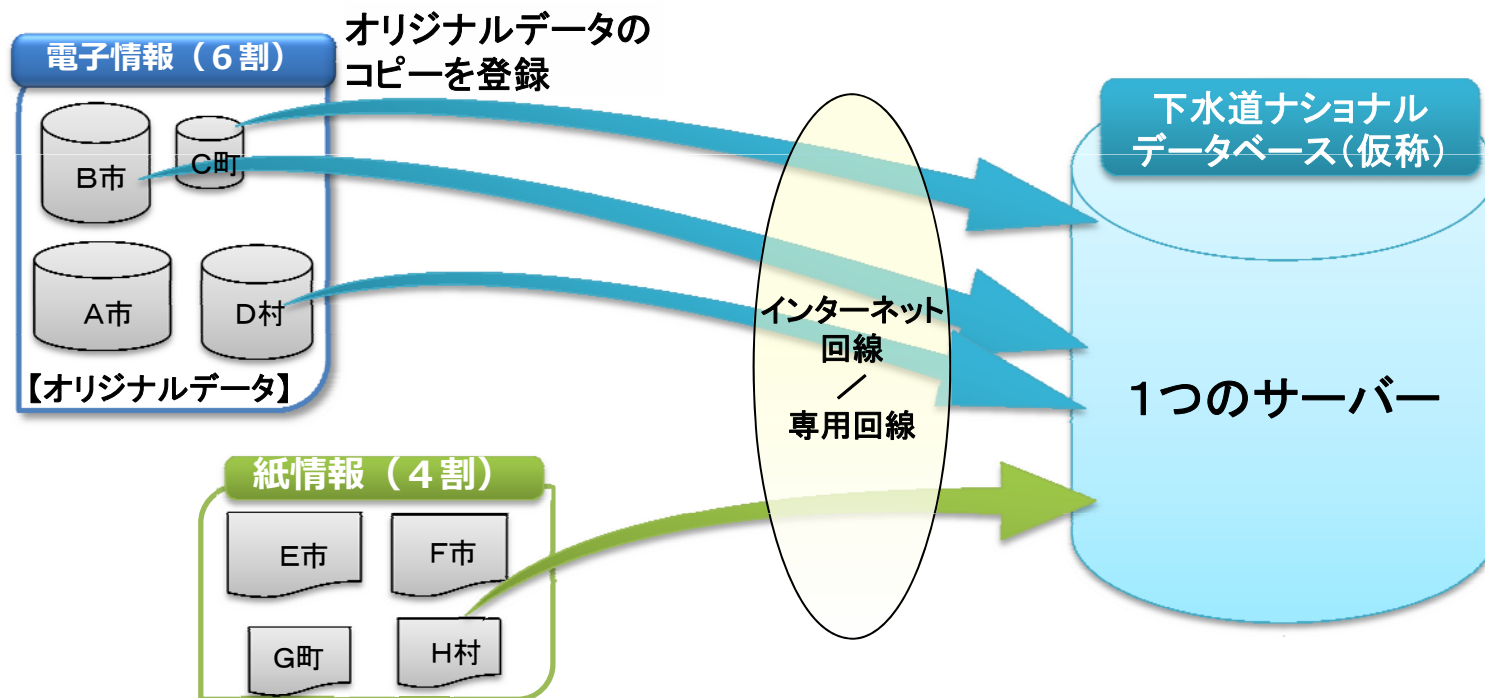 電子情報（６割）
オリジナルデータの
コピーを登録
B市
C町
A市
D村
【オリジナルデータ】
紙情報（４割）
E市
F市
G町
H村
インターネット
回線
／
専用回線
下水道ナショナル
データベース（仮称）
１つのサーバー